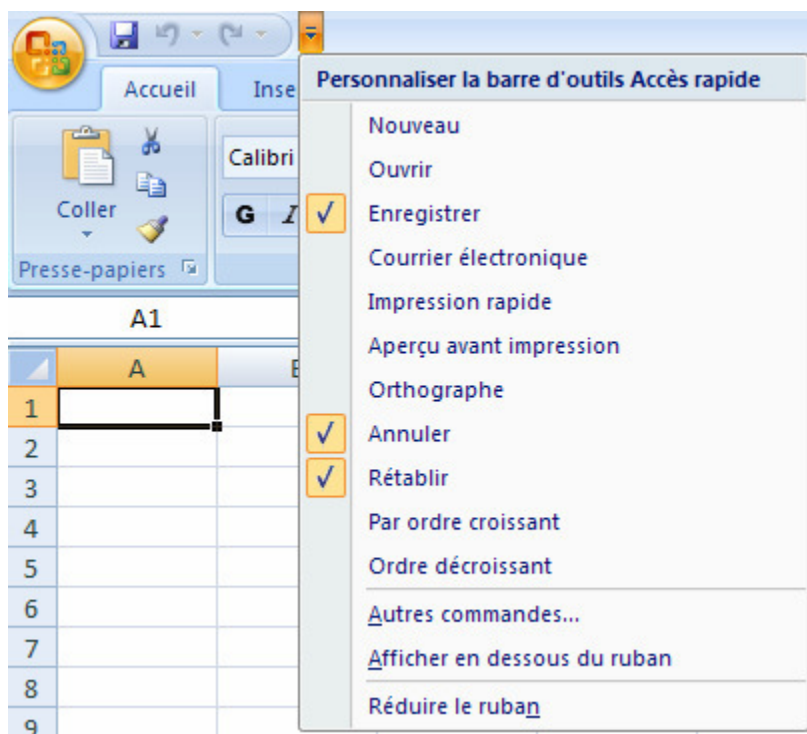 Accueil Inse
Personnaliser la barre d'outils Accès rapide
Coller
Presse-papiers
Calibri
G I
Nouveau
Ouvrir
Enregistrer
Courrier électronique
Impression rapide
Aperçu avant impression
Orthographe
Annuler
Rétablir
Par ordre croissant
Ordre décroissant
Autres commandes...
Afficher en dessous du ruban
Réduire le ruban
A1
A
1
2
3
4
5
6
7
8
9